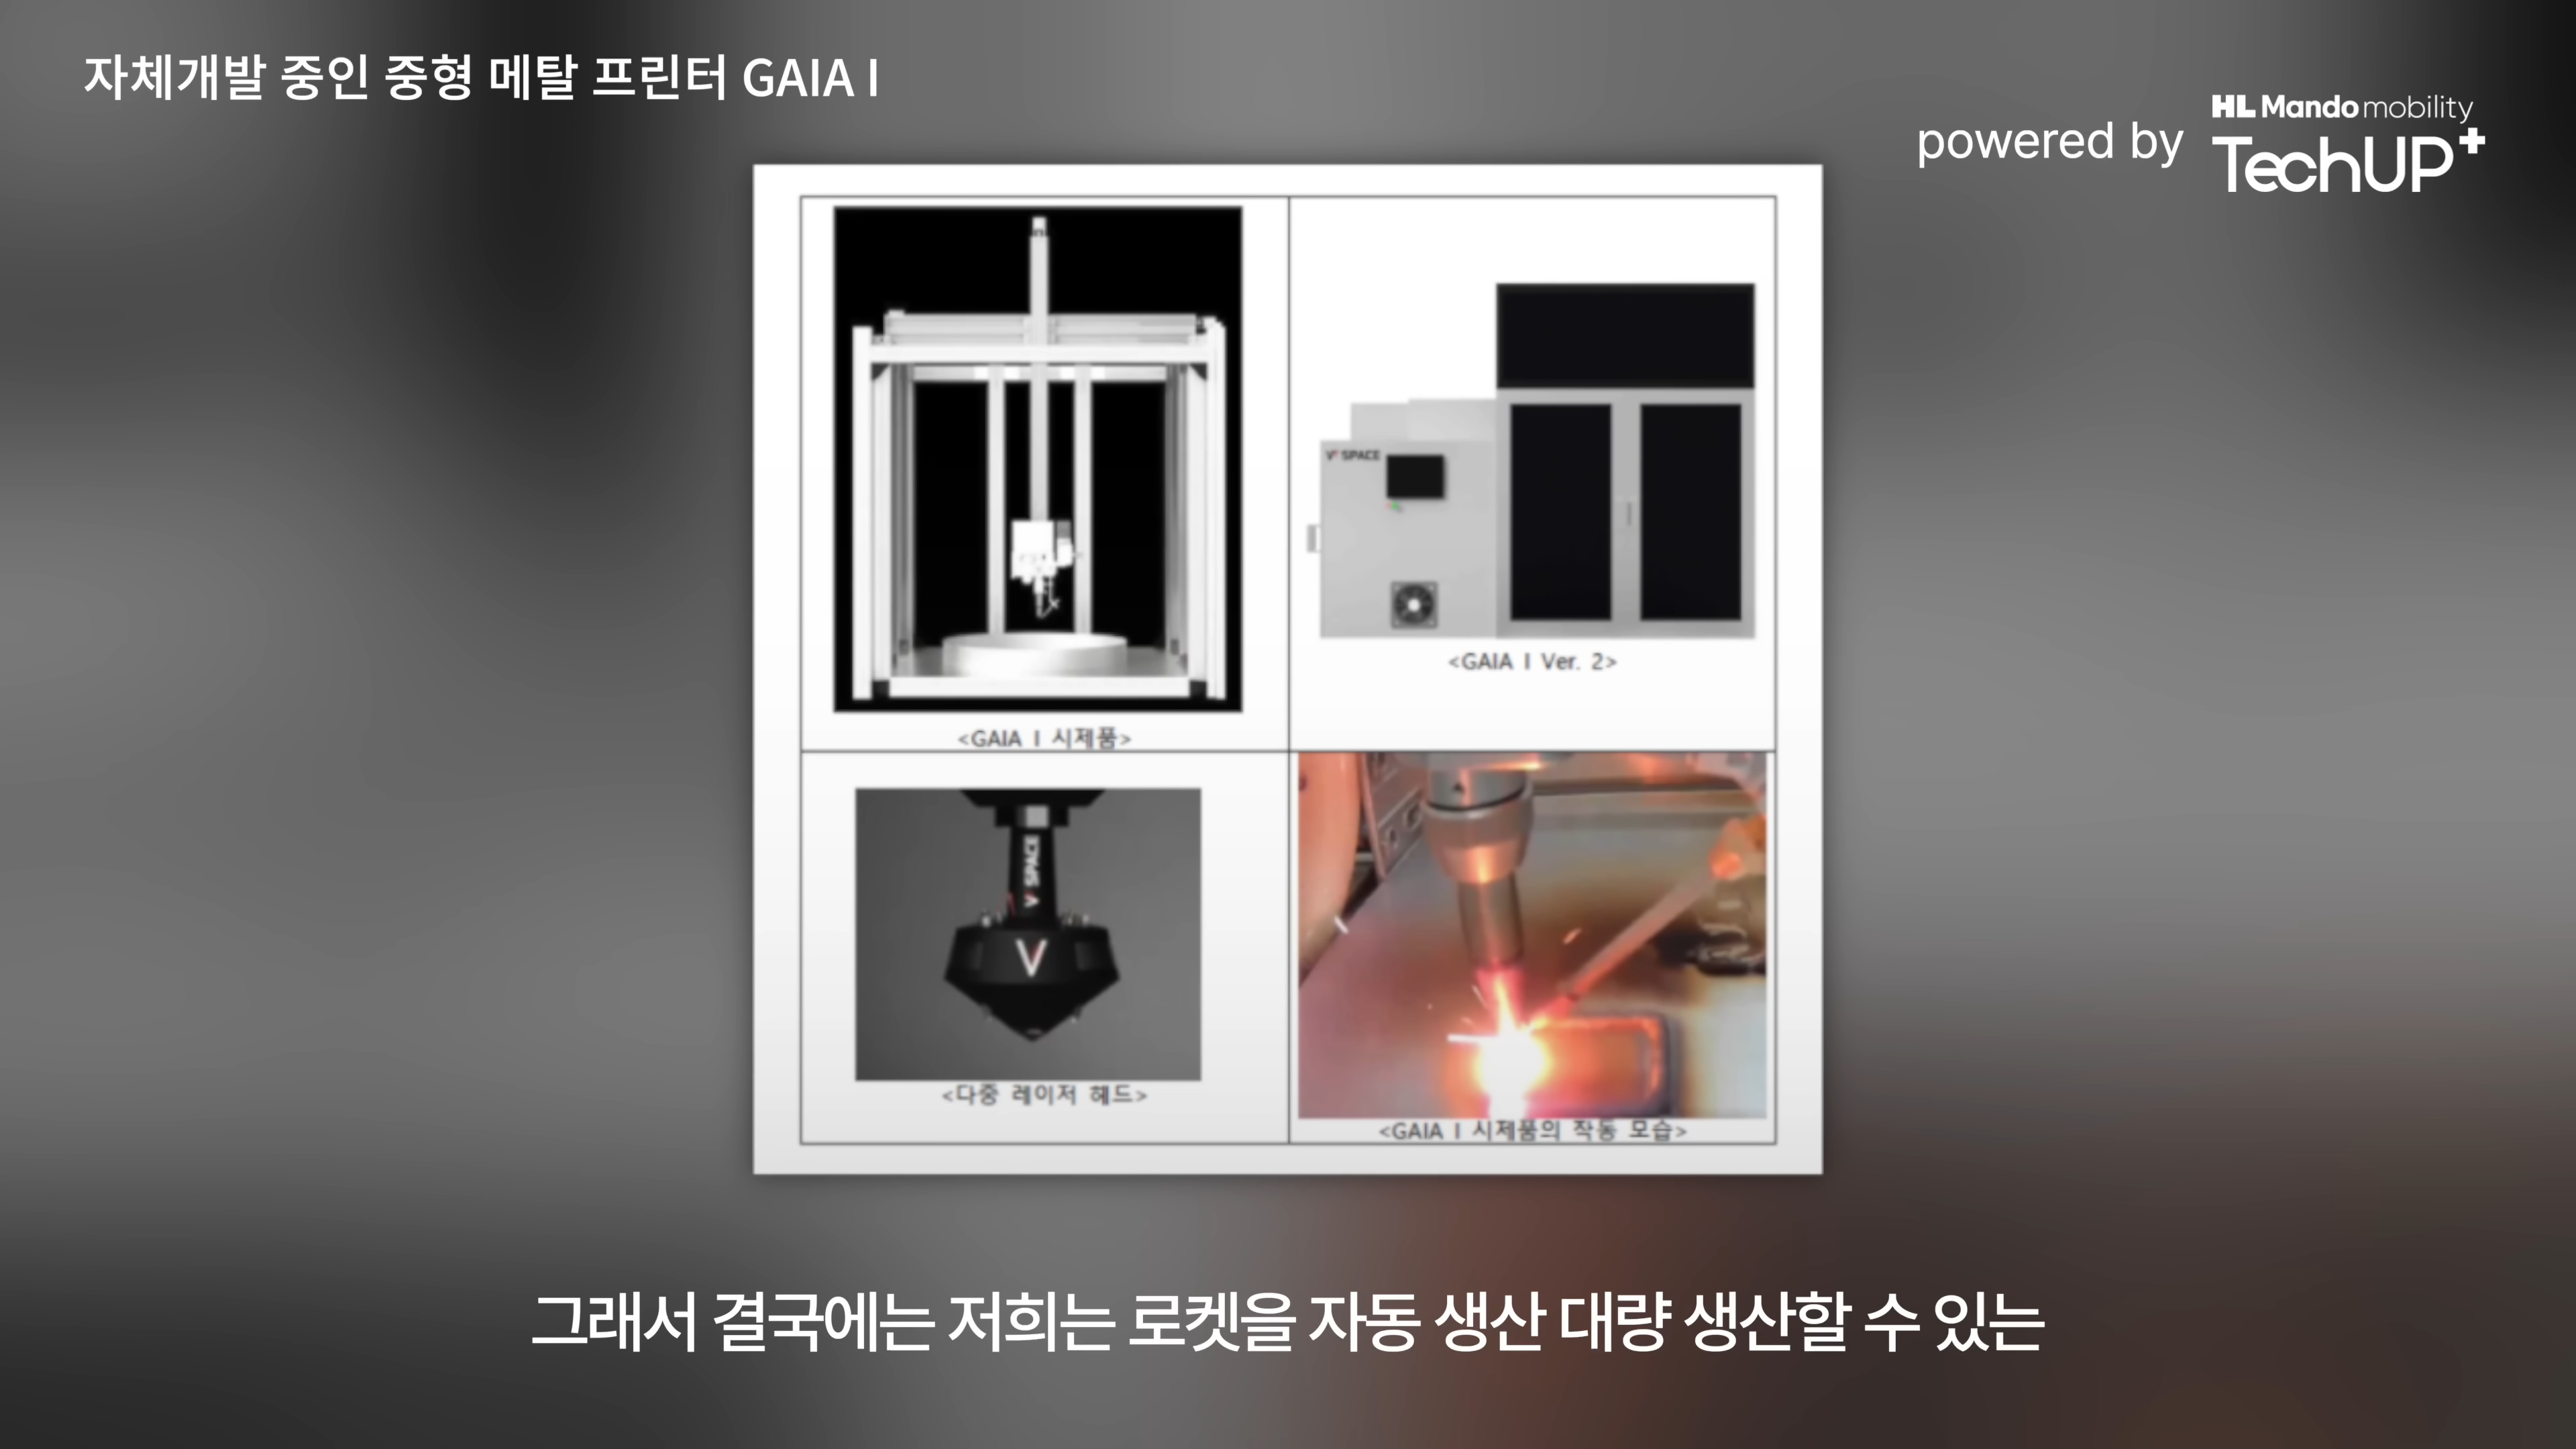 자체개발 중인 중형 메탈 프린터 GAIA I
powered by
HL Mando mobility
TechUP+
V SPACE
<GAIA I 시제품>
<GAIA I Ver. 2>
V SPACE
V
<다중 레이저 헤드>
<GAIA I 시제품의 작동 모습>
그래서 결국에는 저희는 로켓을 자동 생산 대량 생산할 수 있는